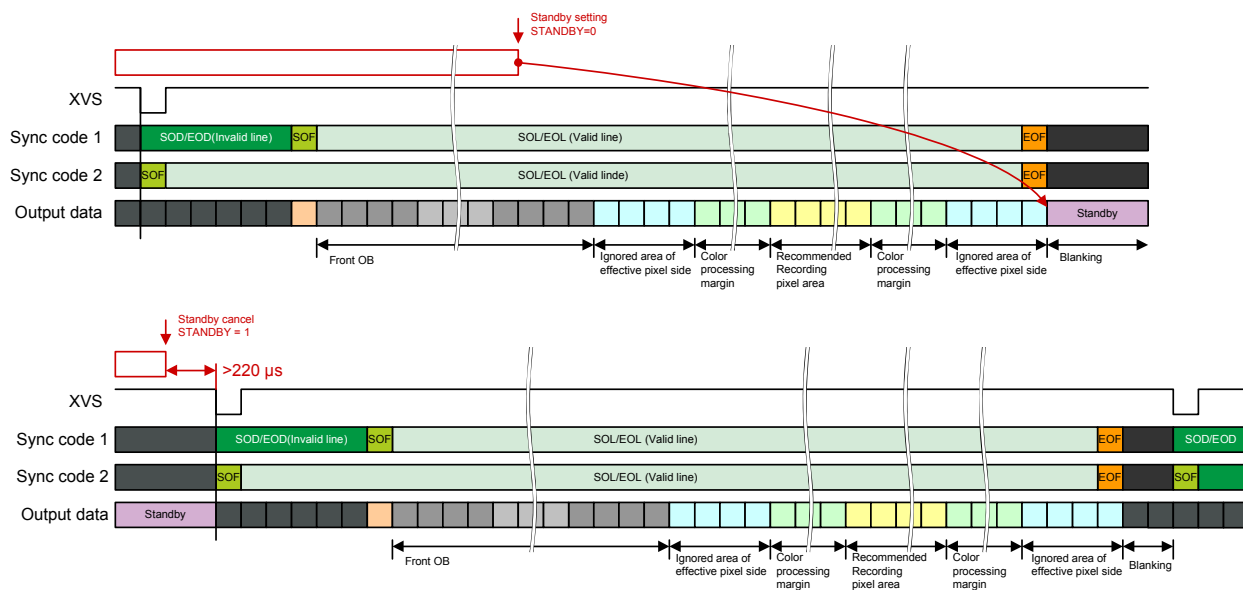 Standby setting
STANDBY=0
XVS
Sync code 1
SOD/EOD(Invalid line)
SOF
SOL/EOL (Valid line)
EOF
Sync code 2
SOF
SOL/EOL (Valid linde)
EOF
Output data
Standby
Front OB
Ignored area of
effective pixel side
Color
processing
margin
Recommended
Recording
pixel area
Color
processing
margin
Ignored area of
effective pixel side
Blanking
Standby cancel
STANDBY = 1
>220 μs
XVS
Sync code 1
SOD/EOD(Invalid line)
SOF
SOL/EOL (Valid line)
EOF
SOD/EOD
Sync code 2
SOF
SOL/EOL (Valid line)
EOF
SOF
Output data
Standby
Front OB
Ignored area of
effective pixel side
Color
processing
margin
Recommended
Recording
pixel area
Color
processing
margin
Ignored area of
effective pixel side
Blanking